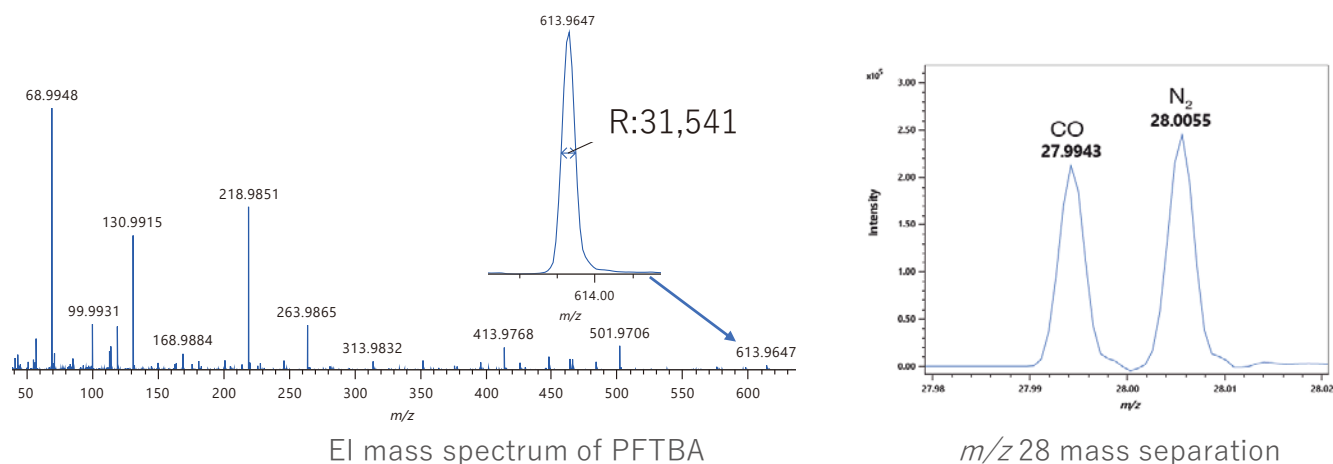 613.9647
R:31,541
614.00
m/z
68.9948
218.9851
130.9915
99.9931
263.9865
168.9884
313.9832
413.9768
501.9706
613.9647
50 100 150 200 250 300 350 400 450 500 550 600
m/z
EI mass spectrum of PFTBA
x10⁵
3.00
2.50
2.00
1.50
1.00
0.50
0.00
Intensity
CO
27.9943
N₂
28.0055
27.98 27.99 28.00 28.01 28.02
m/z
m/z 28 mass separation